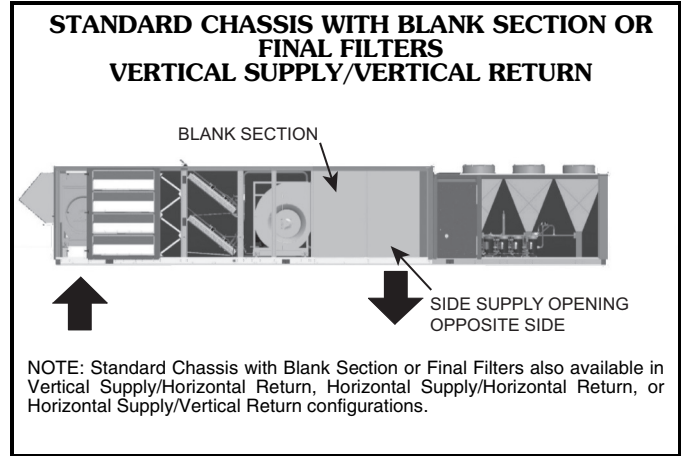 STANDARD CHASSIS WITH BLANK SECTION OR
FINAL FILTERS
VERTICAL SUPPLY/VERTICAL RETURN
BLANK SECTION
SIDE SUPPLY OPENING
OPPOSITE SIDE
NOTE: Standard Chassis with Blank Section or Final Filters also available in
Vertical Supply/Horizontal Return, Horizontal Supply/Horizontal Return, or
Horizontal Supply/Vertical Return configurations.